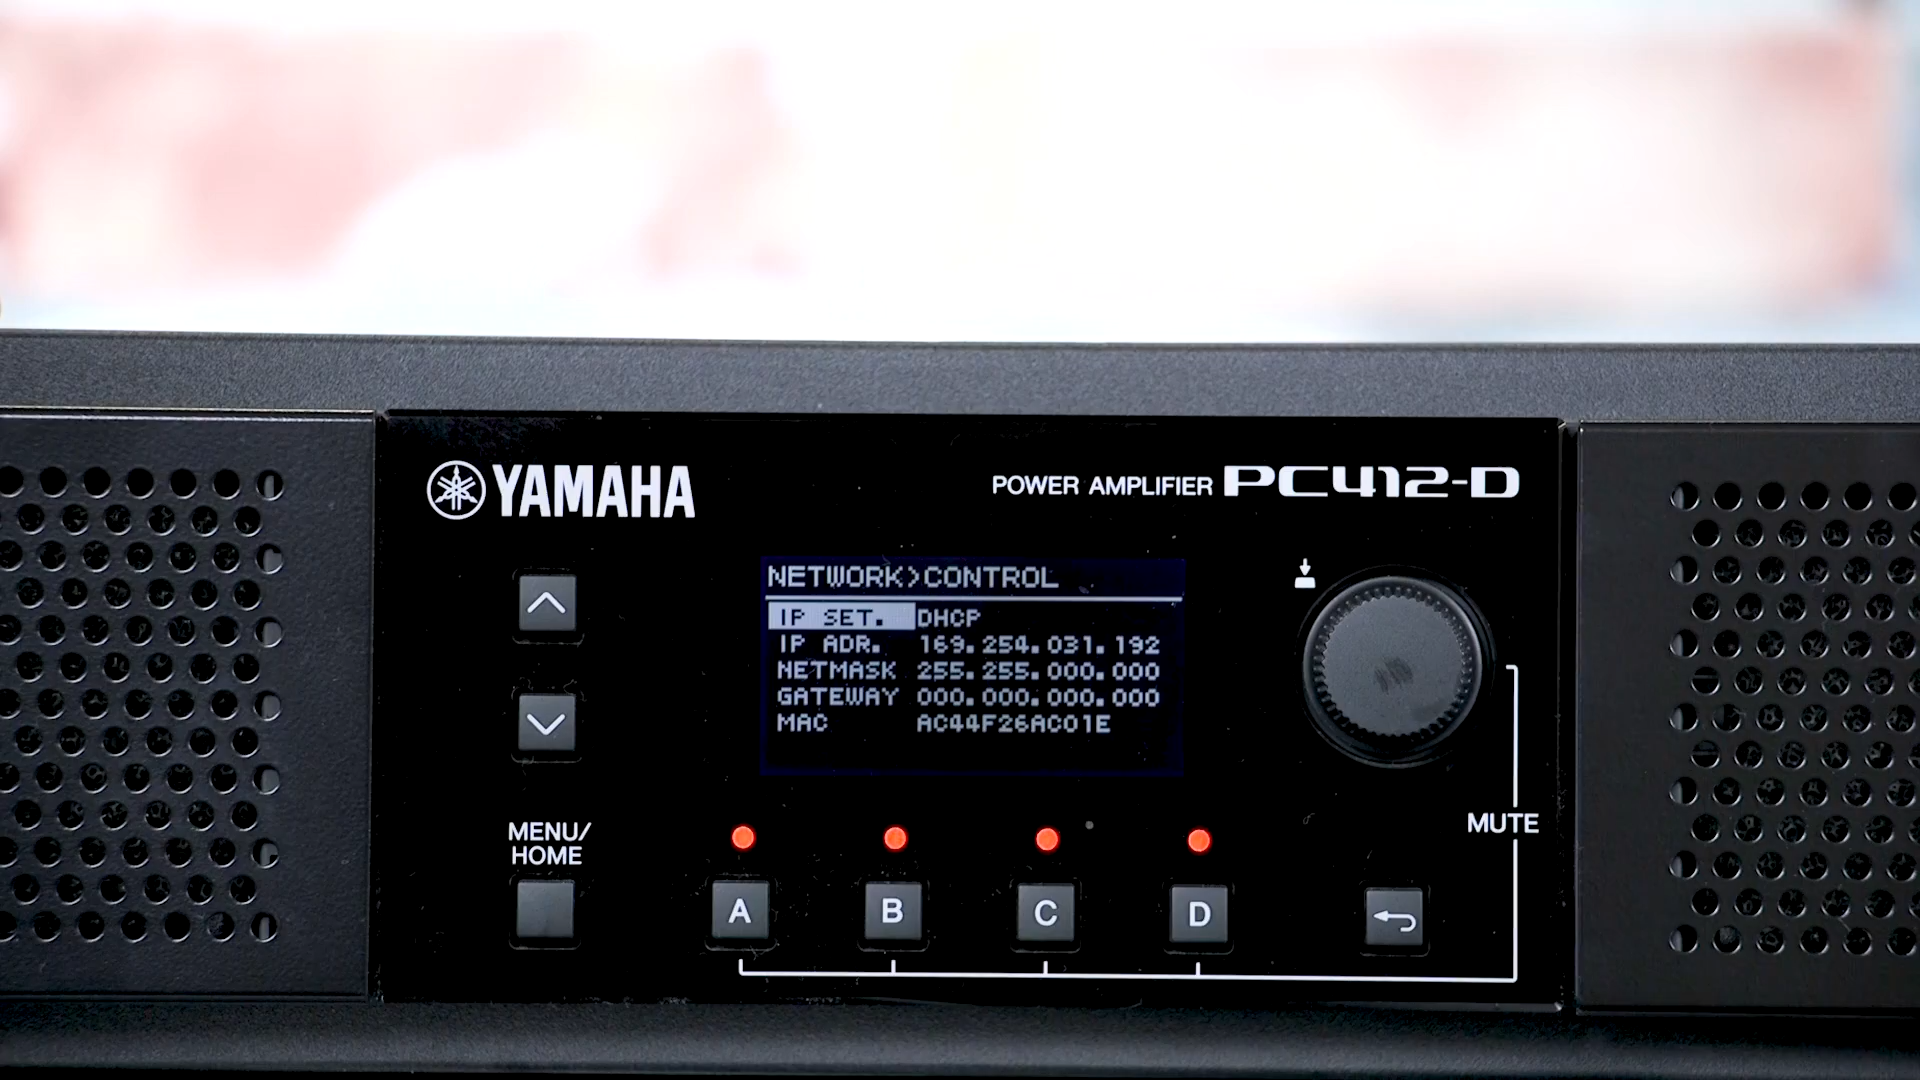 YAMAHA
POWER AMPLIFIER PC412-D
NETWORK>CONTROL
IP SET. DHCP
IP ADR. 169.254.031.192
NETMASK 255.255.000.000
GATEWAY 000.000.000.000
MAC AC44F26AC01E
MENU/
HOME
A B C D
MUTE